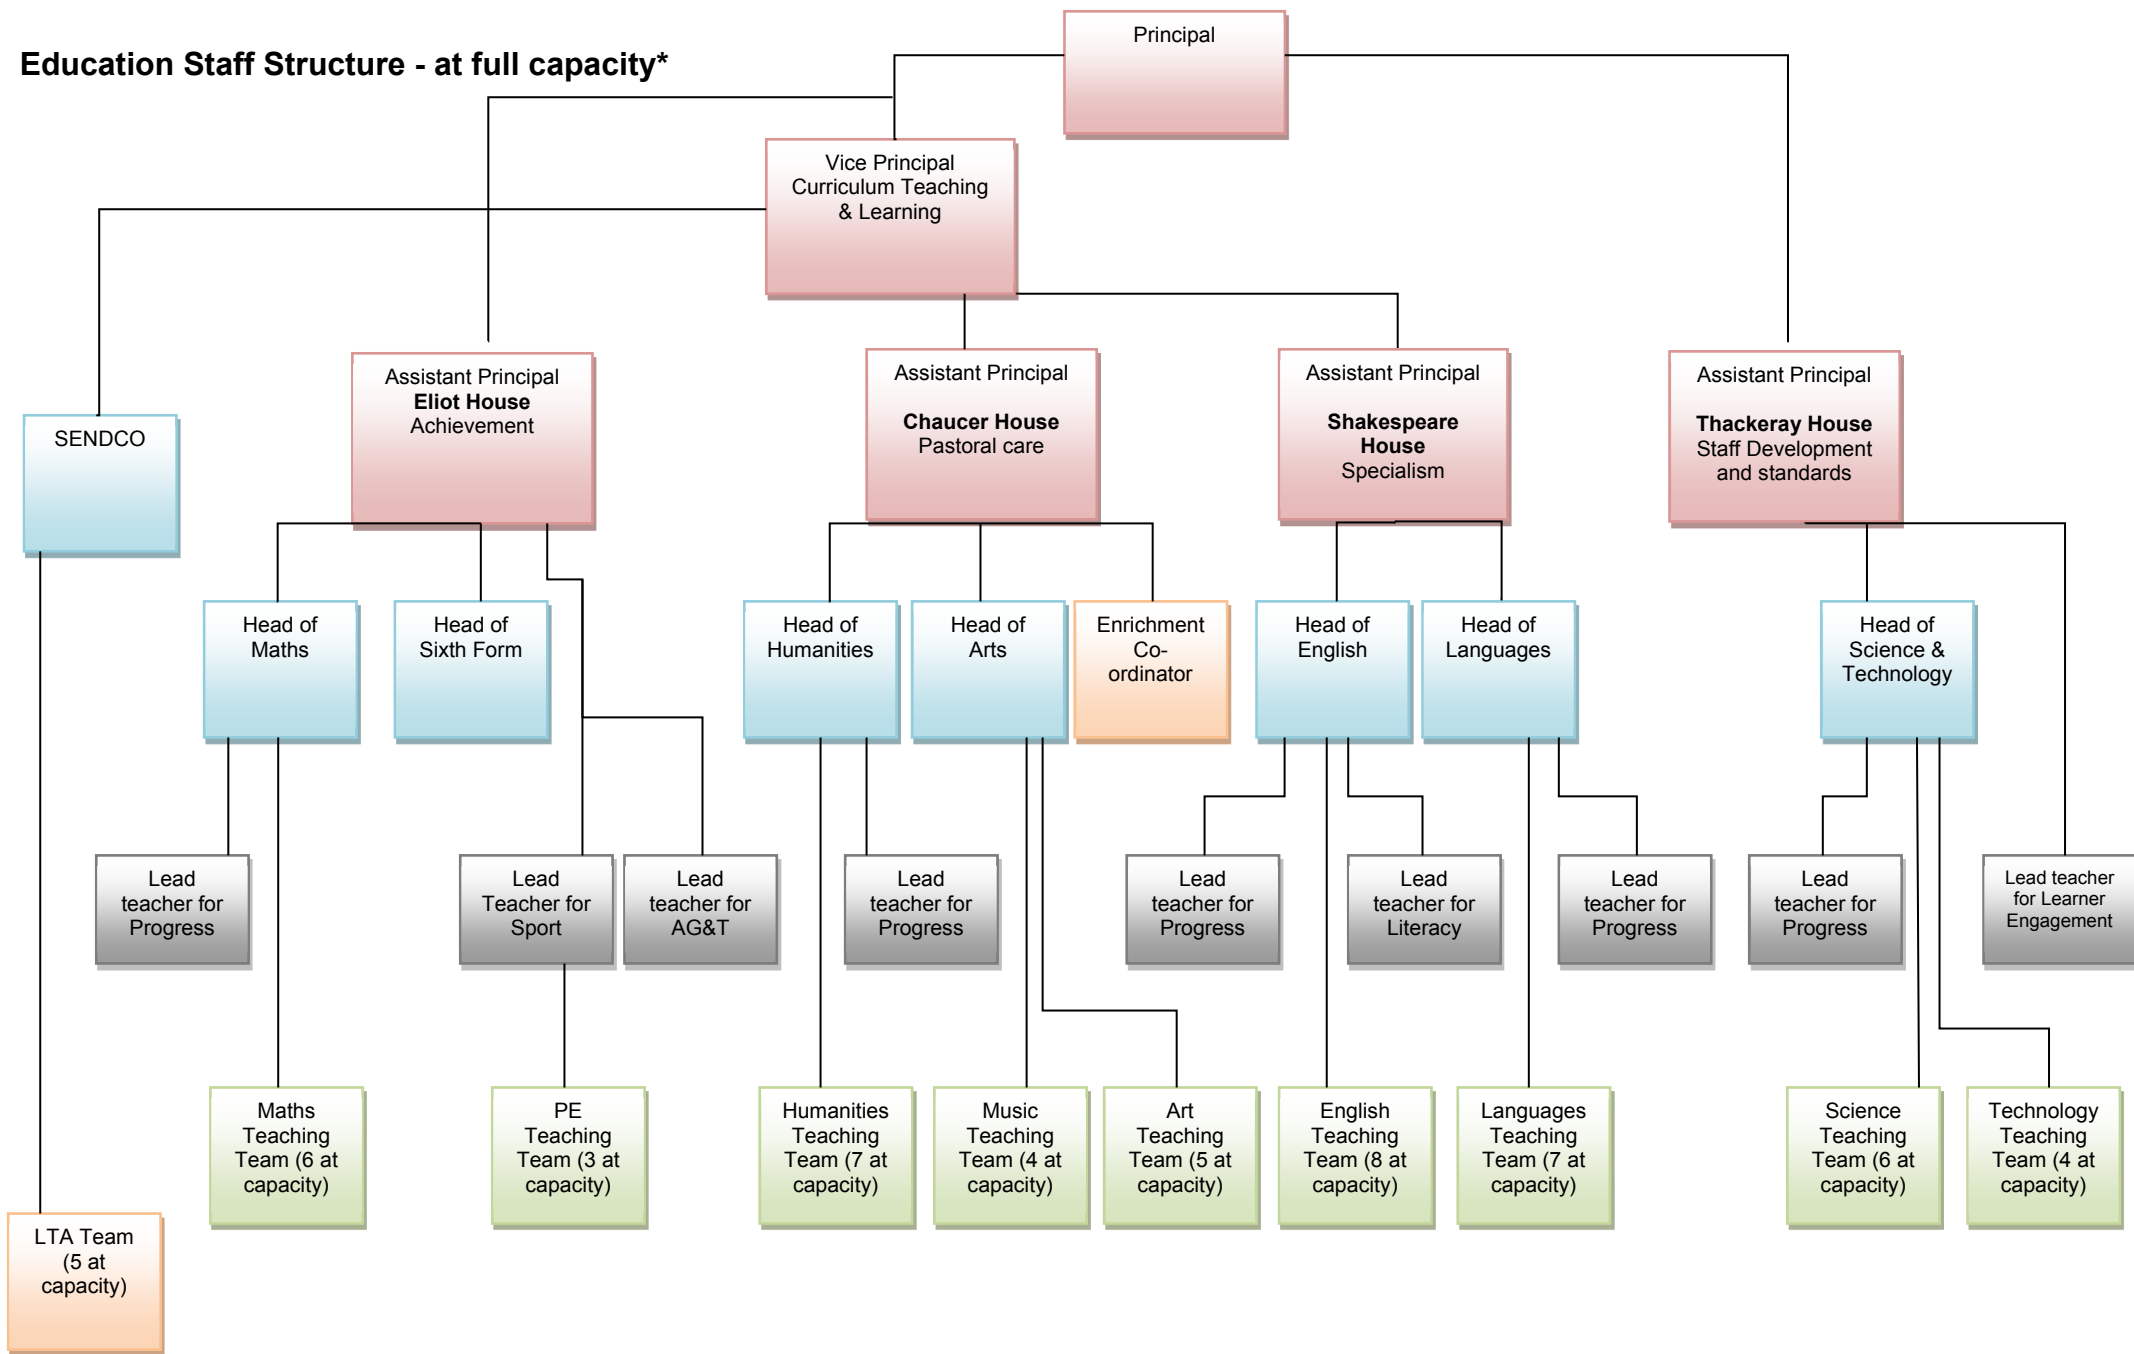 Principal
Education Staff Structure - at full capacity*
Vice Principal
Curriculum Teaching
& Learning
Assistant Principal
Eliot House
Achievement
Assistant Principal
Chaucer House
Pastoral care
Assistant Principal
Shakespeare
House
Specialism
Assistant Principal
Thackeray House
Staff Development
and standards
SENDCO
Head of
Maths
Head of
Sixth Form
Head of
Humanities
Head of
Arts
Enrichment
Co-
ordinator
Head of
English
Head of
Languages
Head of
Science &
Technology
Lead
teacher for
Progress
Lead
Teacher for
Sport
Lead
teacher for
AG&T
Lead
teacher for
Progress
Lead
teacher for
Progress
Lead
teacher for
Literacy
Lead
teacher for
Progress
Lead
teacher for
Progress
Lead teacher
for Learner
Engagement
Maths
Teaching
Team (6 at
capacity)
PE
Teaching
Team (3 at
capacity)
Humanities
Teaching
Team (7 at
capacity)
Music
Teaching
Team (4 at
capacity)
Art
Teaching
Team (5 at
capacity)
English
Teaching
Team (8 at
capacity)
Languages
Teaching
Team (7 at
capacity)
Science
Teaching
Team (6 at
capacity)
Technology
Teaching
Team (4 at
capacity)
LTA Team
(5 at
capacity)